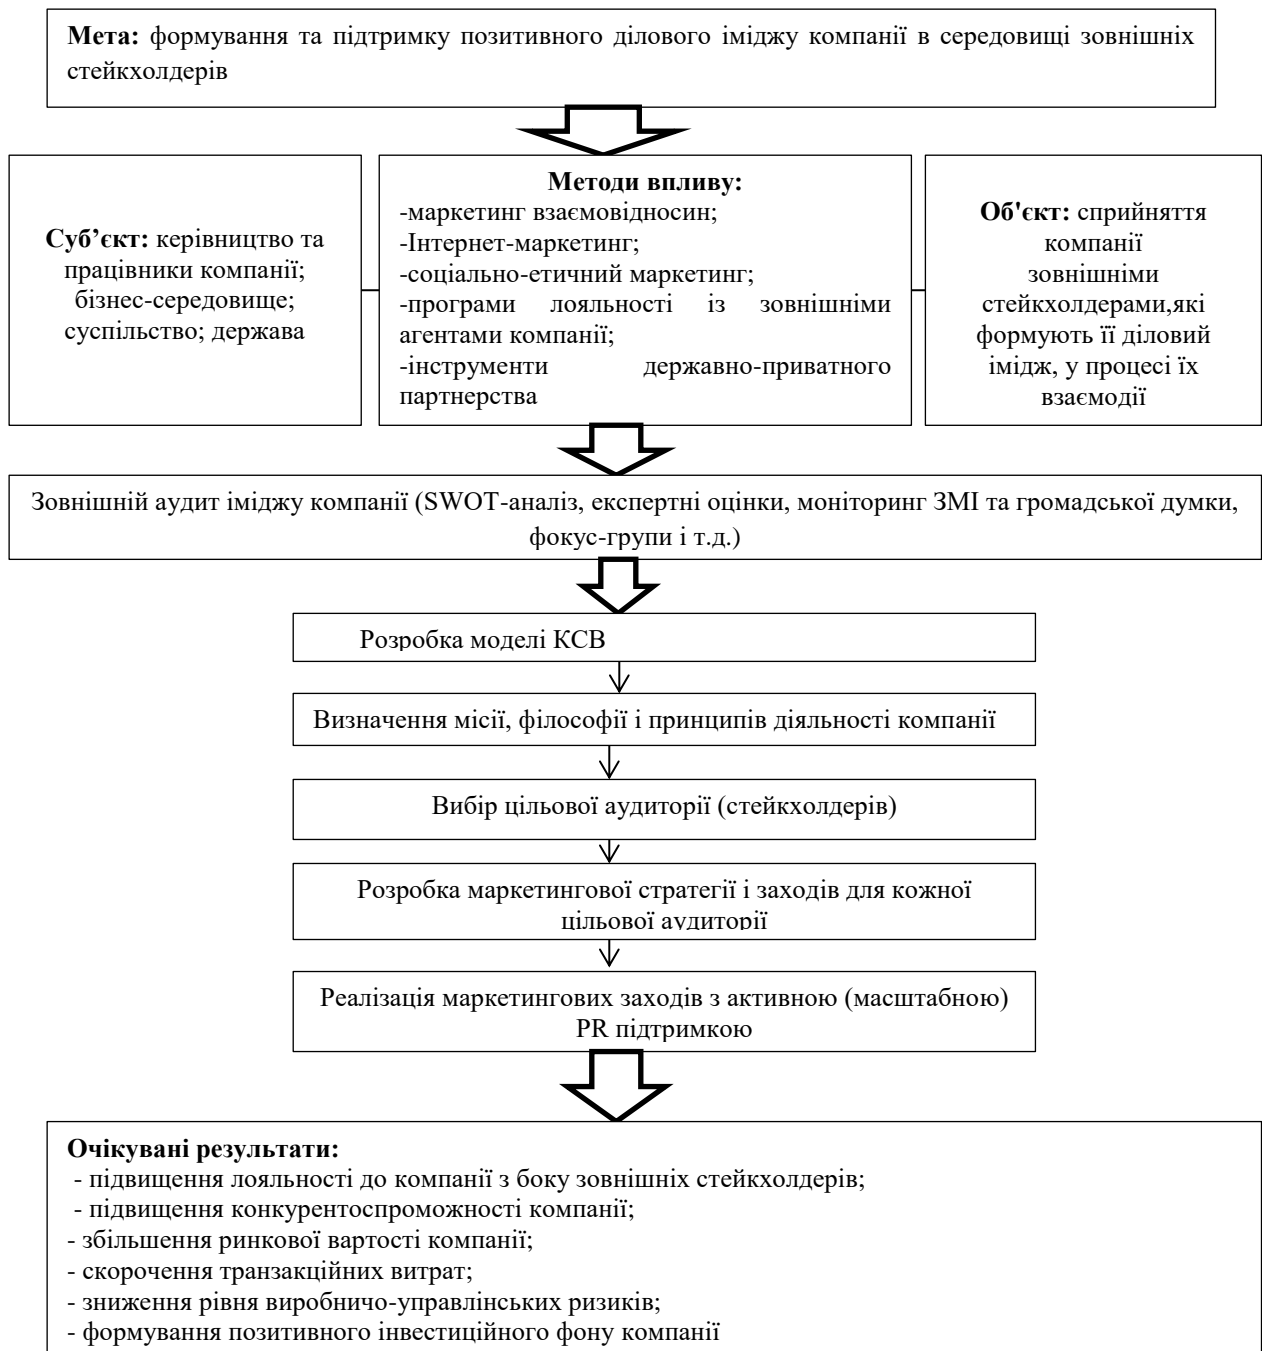 Мета: формування та підтримку позитивного ділового іміджу компанії в середовищі зовнішніх
стейкхолдерів
Суб’єкт: керівництво та
працівники компанії;
бізнес-середовище;
суспільство; держава
Методи впливу:
-маркетинг взаємовідносин;
-Інтернет-маркетинг;
-соціально-етичний маркетинг;
-програми лояльності із зовнішніми
агентами компанії;
-інструменти державно-приватного
партнерства
Об'єкт: сприйняття
компанії
зовнішніми
стейкхолдерами,які
формують її діловий
імідж, у процесі їх
взаємодії
Зовнішній аудит іміджу компанії (SWOT-аналіз, експертні оцінки, моніторинг ЗМІ та громадської думки,
фокус-групи і т.д.)
Розробка моделі КСВ
Визначення місії, філософії і принципів діяльності компанії
Вибір цільової аудиторії (стейкхолдерів)
Розробка маркетингової стратегії і заходів для кожної
цільової аудиторії
Реалізація маркетингових заходів з активною (масштабною)
PR підтримкою
Очікувані результати:
- підвищення лояльності до компанії з боку зовнішніх стейкхолдерів;
- підвищення конкурентоспроможності компанії;
- збільшення ринкової вартості компанії;
- скорочення транзакційних витрат;
- зниження рівня виробничо-управлінських ризиків;
- формування позитивного інвестиційного фону компанії